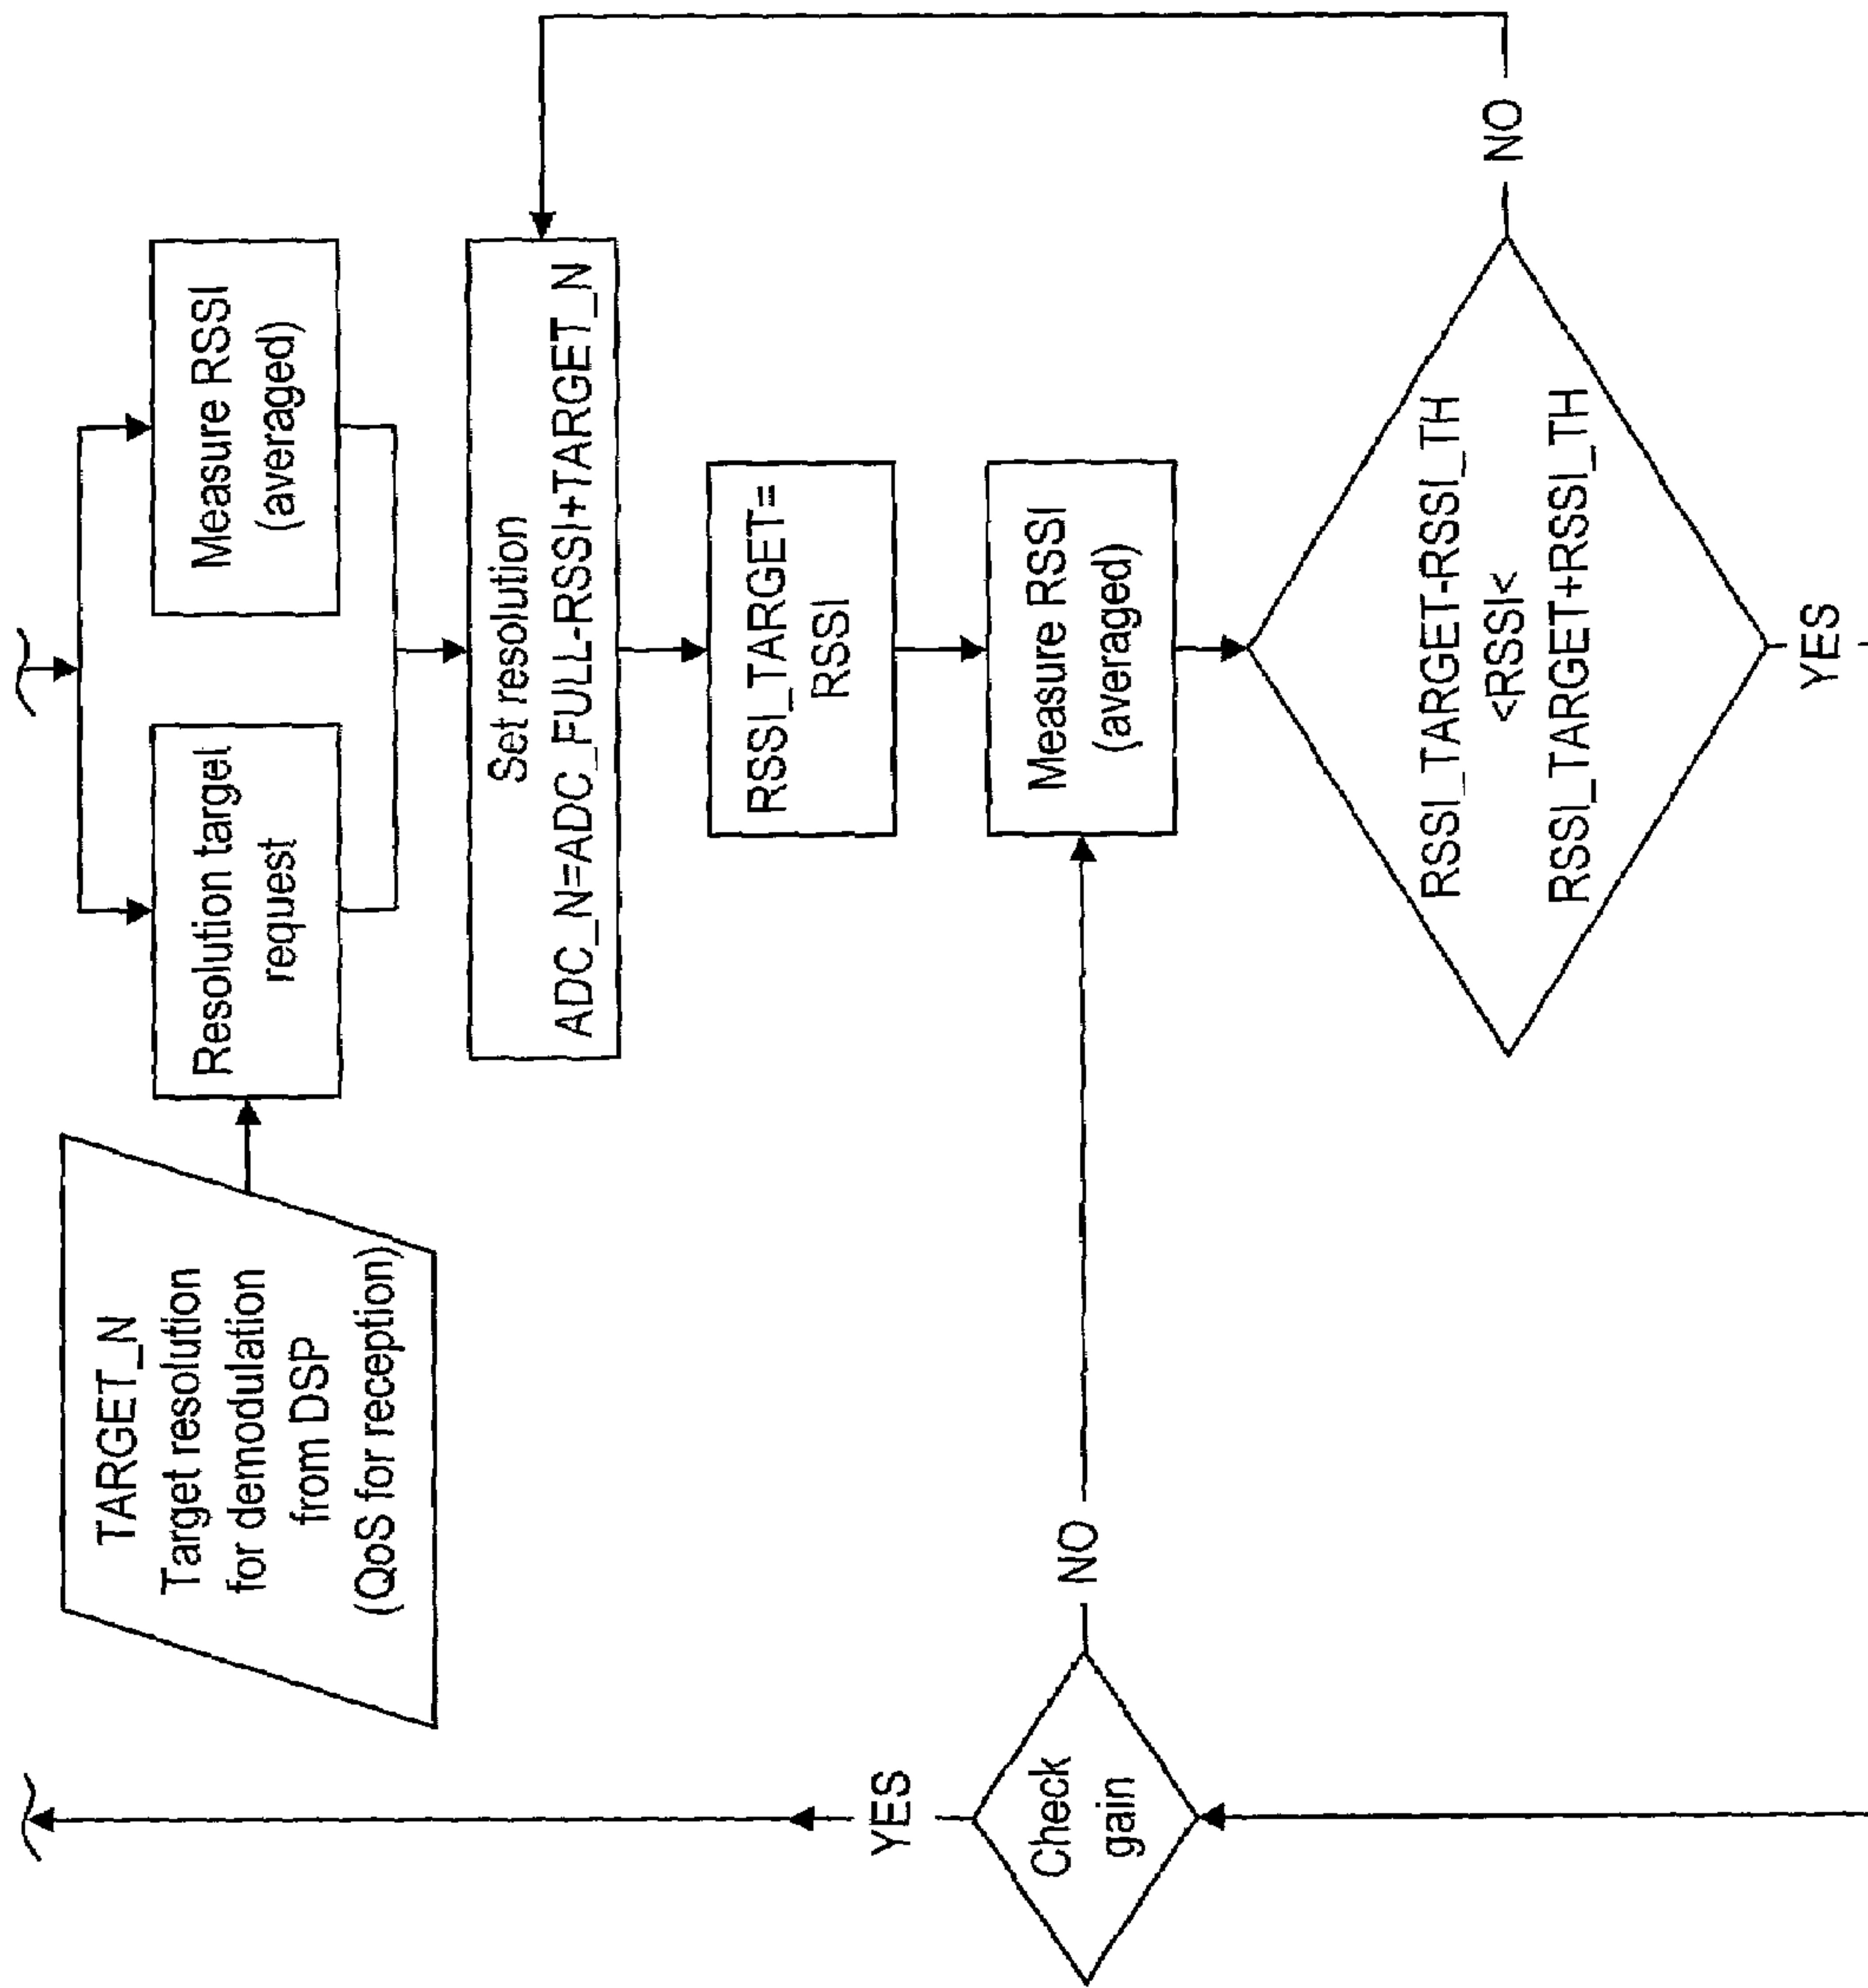 TARGET_N
Target resolution
for demodulation
from DSP
(QoS for reception)
Resolution target
request
Measure RSSI
(averaged)
Set resolution
ADC_N=ADC_FULL-RSSI+TARGET_N
RSSI_TARGET=
RSSI
Measure RSSI
(averaged)
RSSI_TARGET-RSSI_TH
<RSSI<
RSSI_TARGET+RSSI_TH
NO
YES
Check
gain
NO
YES